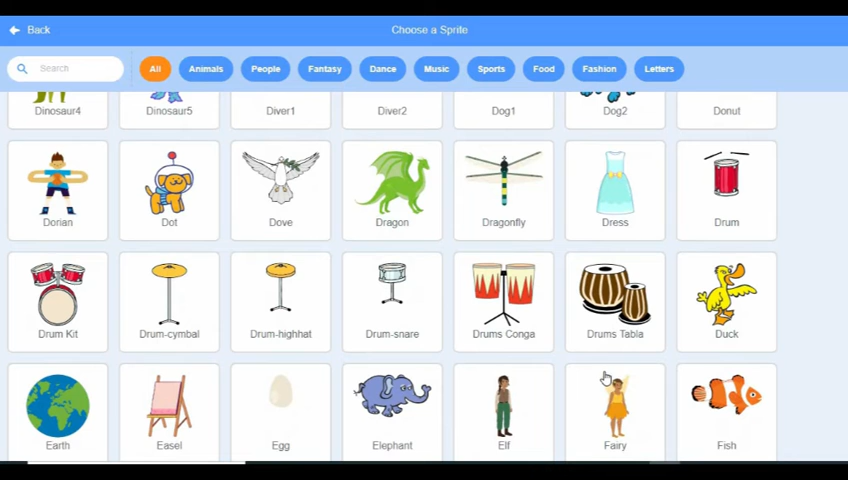 Back
Choose a Sprite
Search
All Animals People Fantasy Dance Music Sports Food Fashion Letters
Dinosaur4 Dinosaur5 Diver1 Diver2 Dog1 Dog2 Donut
Dorian Dot Dove Dragon Dragonfly Dress Drum
Drum Kit Drum-cymbal Drum-highhat Drum-snare Drums Conga Drums Tabla Duck
Earth Easel Egg Elephant Elf Fairy Fish